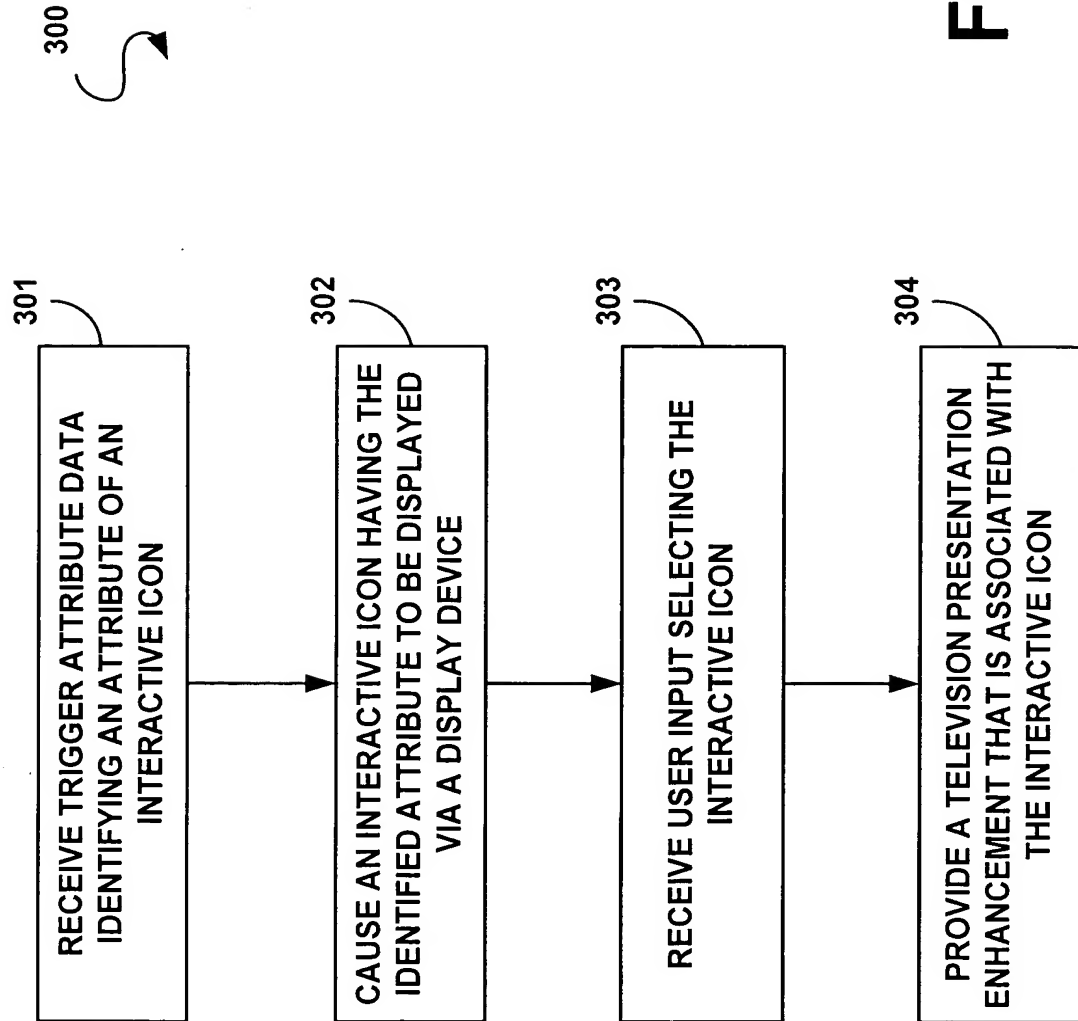 300
301
RECEIVE TRIGGER ATTRIBUTE DATA
IDENTIFYING AN ATTRIBUTE OF AN
INTERACTIVE ICON
302
CAUSE AN INTERACTIVE ICON HAVING THE
IDENTIFIED ATTRIBUTE TO BE DISPLAYED
VIA A DISPLAY DEVICE
303
RECEIVE USER INPUT SELECTING THE
INTERACTIVE ICON
304
PROVIDE A TELEVISION PRESENTATION
ENHANCEMENT THAT IS ASSOCIATED WITH
THE INTERACTIVE ICON
F